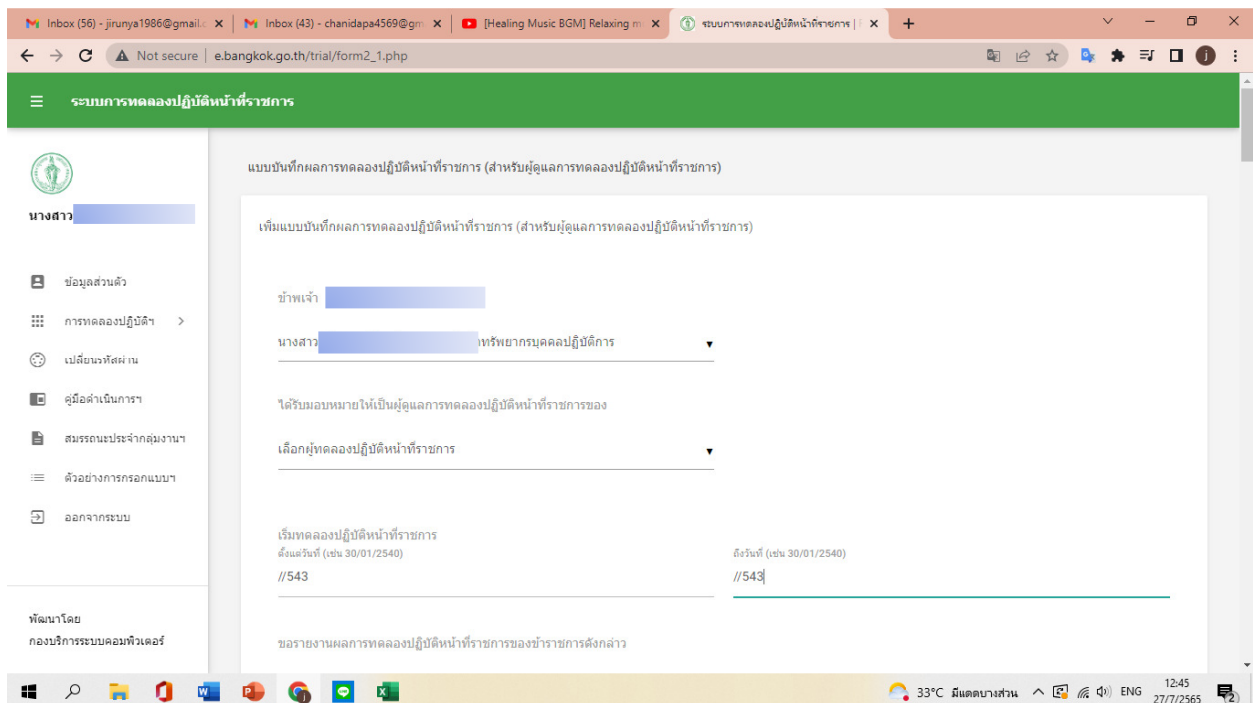 Inbox (56) - jirunya1986@gmail.c
Inbox (43) - chanidapa4569@gm
[Healing Music BGM] Relaxing m
ระบบการทดลองปฏิบัติหน้าที่ราชการ |
Not secure | e.bangkok.go.th/trial/form2_1.php
j
ระบบการทดลองปฏิบัติหน้าที่ราชการ
นางสาว
ข้อมูลส่วนตัว
การทดลองปฏิบัติฯ >
เปลี่ยนรหัสผ่าน
คู่มือดำเนินการฯ
สมรรถนะประจำกลุ่มงานฯ
ตัวอย่างการกรอกแบบฯ
ออกจากระบบ
พัฒนาโดย
กองบริการระบบคอมพิวเตอร์
แบบบันทึกผลการทดลองปฏิบัติหน้าที่ราชการ (สำหรับผู้ดูแลการทดลองปฏิบัติหน้าที่ราชการ)
เพิ่มแบบบันทึกผลการทดลองปฏิบัติหน้าที่ราชการ (สำหรับผู้ดูแลการทดลองปฏิบัติหน้าที่ราชการ)
ข้าพเจ้า
นางสาว ทรัพยากรบุคคลปฏิบัติการ
ได้รับมอบหมายให้เป็นผู้ดูแลการทดลองปฏิบัติหน้าที่ราชการของ
เลือกผู้ทดลองปฏิบัติหน้าที่ราชการ
เริ่มทดลองปฏิบัติหน้าที่ราชการ
ตั้งแต่วันที่ (เช่น 30/01/2540)
//543
ถึงวันที่ (เช่น 30/01/2540)
//543
ขอรายงานผลการทดลองปฏิบัติหน้าที่ราชการของข้าราชการดังกล่าว
33°C มีแดดบางส่วน
ENG
12:45
27/7/2565
2